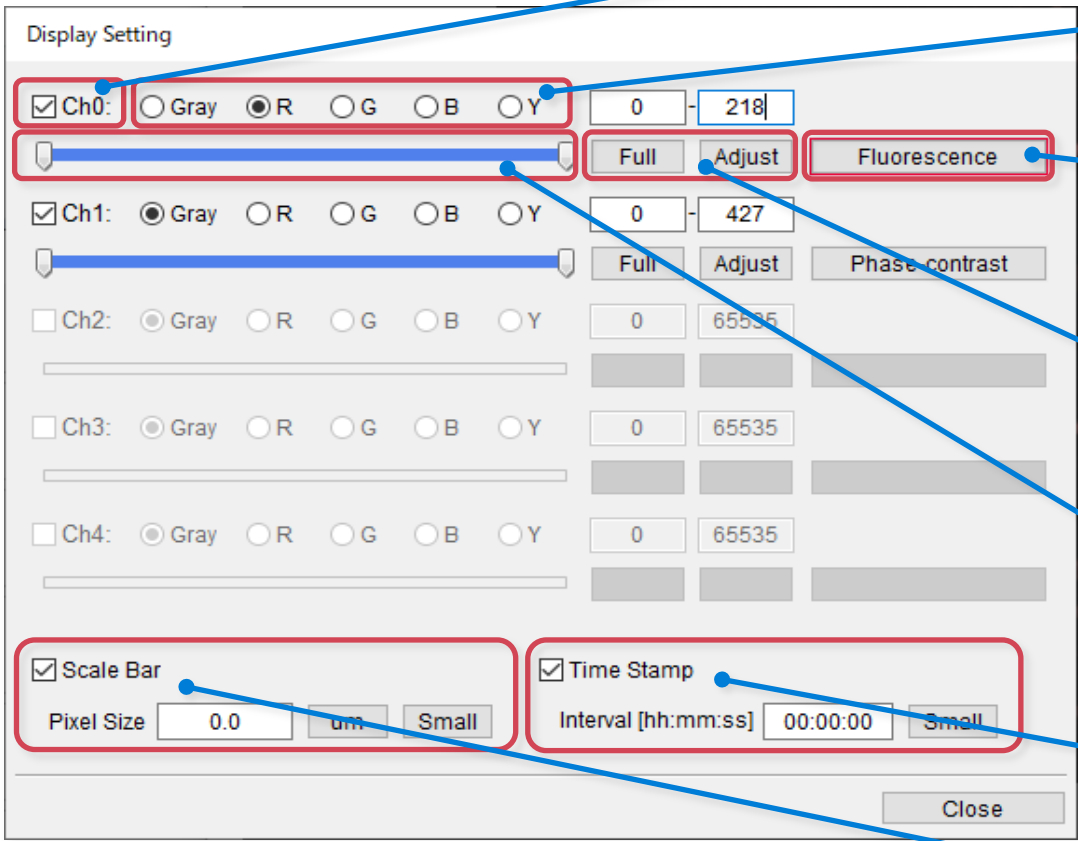 Display Setting
Ch0: Gray R G B Y 0 - 218
Full Adjust Fluorescence
Ch1: Gray R G B Y 0 - 427
Full Adjust Phase-contrast
Ch2: Gray R G B Y 0 65535
Ch3: Gray R G B Y 0 65535
Ch4: Gray R G B Y 0 65535
Scale Bar Time Stamp
Pixel Size 0.0 um Small Interval [hh:mm:ss] 00:00:00 Small
Close